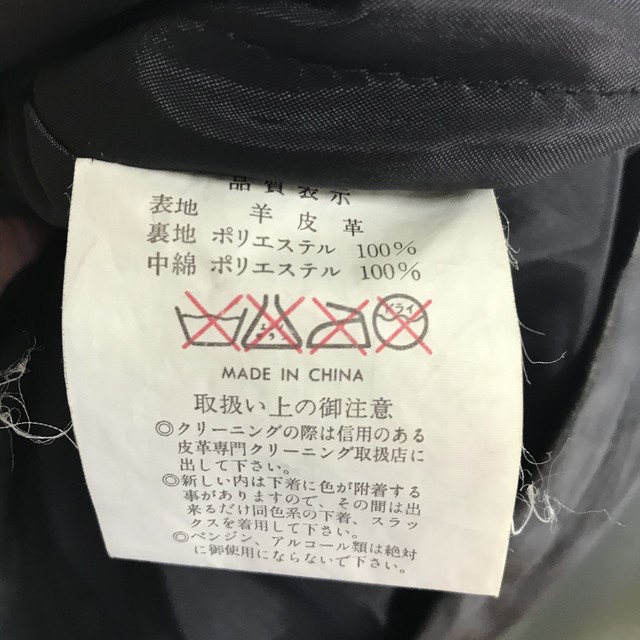 品質表示
表地 羊皮革
裏地 ポリエステル 100%
中綿 ポリエステル 100%
エンソサラシ
ドライ
MADE IN CHINA
取扱い上の御注意
◎クリーニングの際は信用のある
皮革専門クリーニング取扱店に
出して下さい。
◎新しい内は下着に色が附着する
事がありますので、その間は出
来るだけ同色系の下着、スラッ
クスを着用して下さい。
◎ベンジン、アルコール類は絶対
に御使用にならないで下さい。